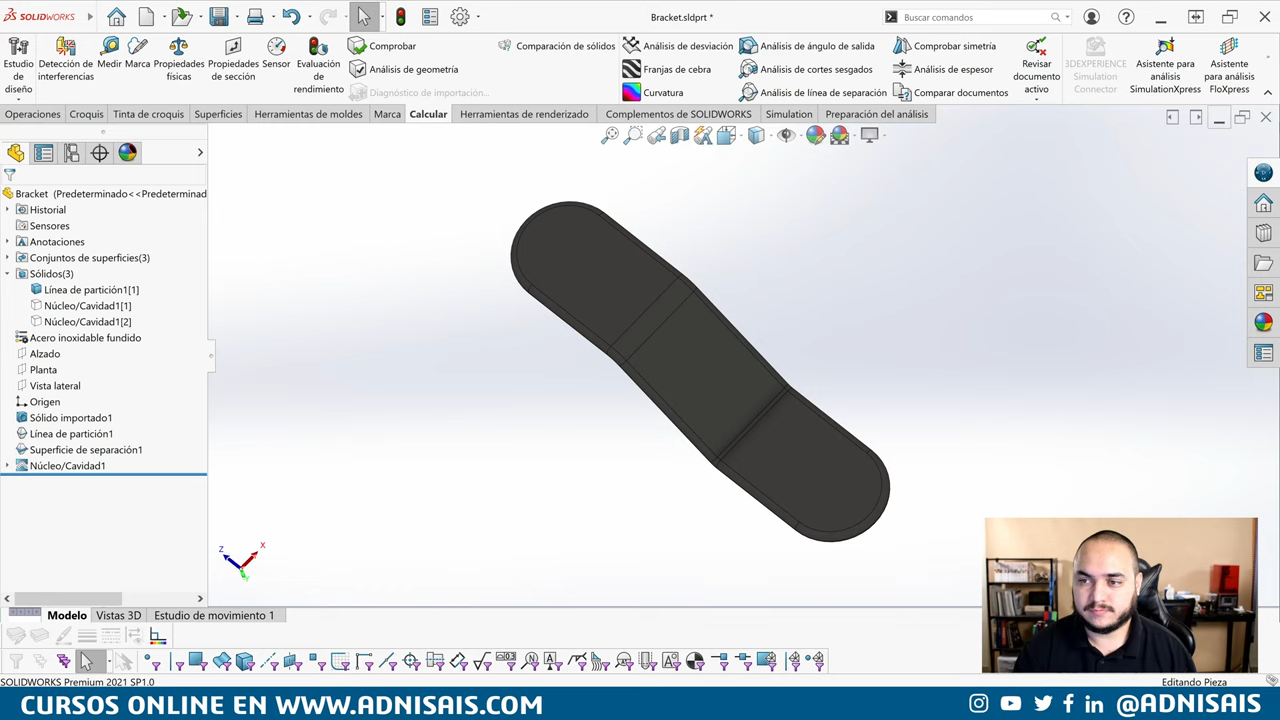 SOLIDWORKS
Bracket.sldprt *
Buscar comandos
Estudio de diseño
Detección de interferencias
Medir
Marca
Propiedades físicas
Propiedades de sección
Sensor
Evaluación de rendimiento
Comprobar
Análisis de geometría
Diagnóstico de importación...
Comparación de sólidos
Análisis de desviación
Franjas de cebra
Curvatura
Análisis de ángulo de salida
Análisis de cortes sesgados
Análisis de línea de separación
Comprobar simetría
Análisis de espesor
Comparar documentos
Revisar documento activo
3DEXPERIENCE Simulation Connector
Asistente para análisis SimulationXpress
Asistente para análisis FloXpress
Operaciones
Croquis
Tinta de croquis
Superficies
Herramientas de moldes
Marca
Calcular
Herramientas de renderizado
Complementos de SOLIDWORKS
Simulation
Preparación del análisis
Bracket (Predeterminado<<Predeterminad
Historial
Sensores
Anotaciones
Conjuntos de superficies(3)
Sólidos(3)
Línea de partición1[1]
Núcleo/Cavidad1[1]
Núcleo/Cavidad1[2]
Acero inoxidable fundido
Alzado
Planta
Vista lateral
Origen
Sólido importado1
Línea de partición1
Superficie de separación1
Núcleo/Cavidad1
Z
X
Modelo
Vistas 3D
Estudio de movimiento 1
SOLIDWORKS Premium 2021 SP1.0
Editando Pieza
CURSOS ONLINE EN WWW.ADNISAIS.COM
@ADNISAIS